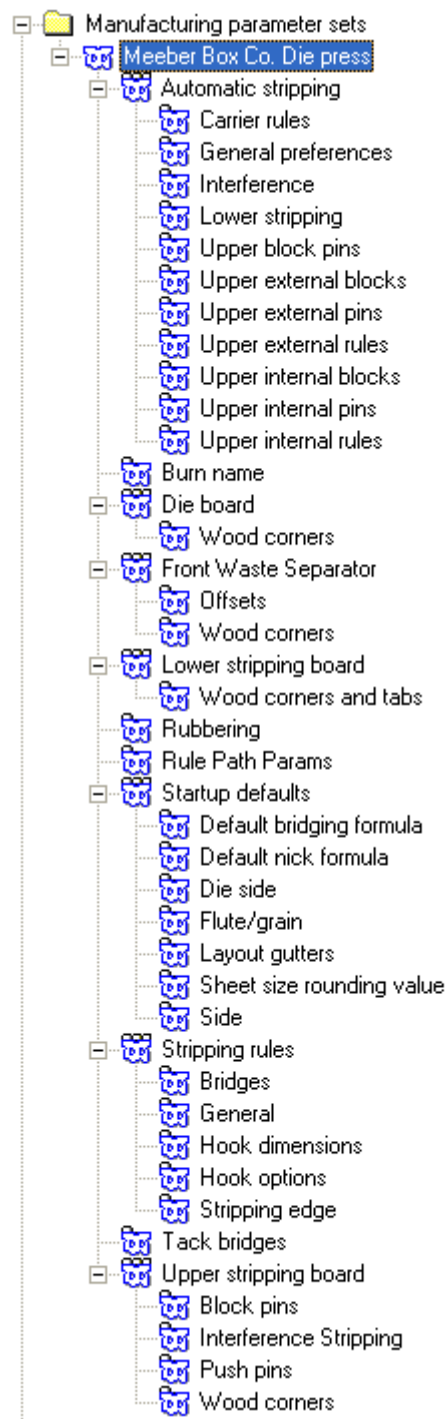 Manufacturing parameter sets
Meeber Box Co. Die press
Automatic stripping
Carrier rules
General preferences
Interference
Lower stripping
Upper block pins
Upper external blocks
Upper external pins
Upper external rules
Upper internal blocks
Upper internal pins
Upper internal rules
Burn name
Die board
Wood corners
Front Waste Separator
Offsets
Wood corners
Lower stripping board
Wood corners and tabs
Rubbering
Rule Path Params
Startup defaults
Default bridging formula
Default nick formula
Die side
Flute/grain
Layout gutters
Sheet size rounding value
Side
Stripping rules
Bridges
General
Hook dimensions
Hook options
Stripping edge
Tack bridges
Upper stripping board
Block pins
Interference Stripping
Push pins
Wood corners